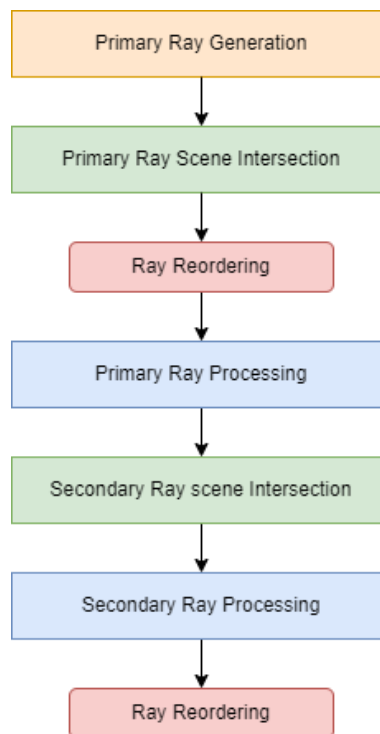 Primary Ray Generation
Primary Ray Scene Intersection
Ray Reordering
Primary Ray Processing
Secondary Ray scene Intersection
Secondary Ray Processing
Ray Reordering